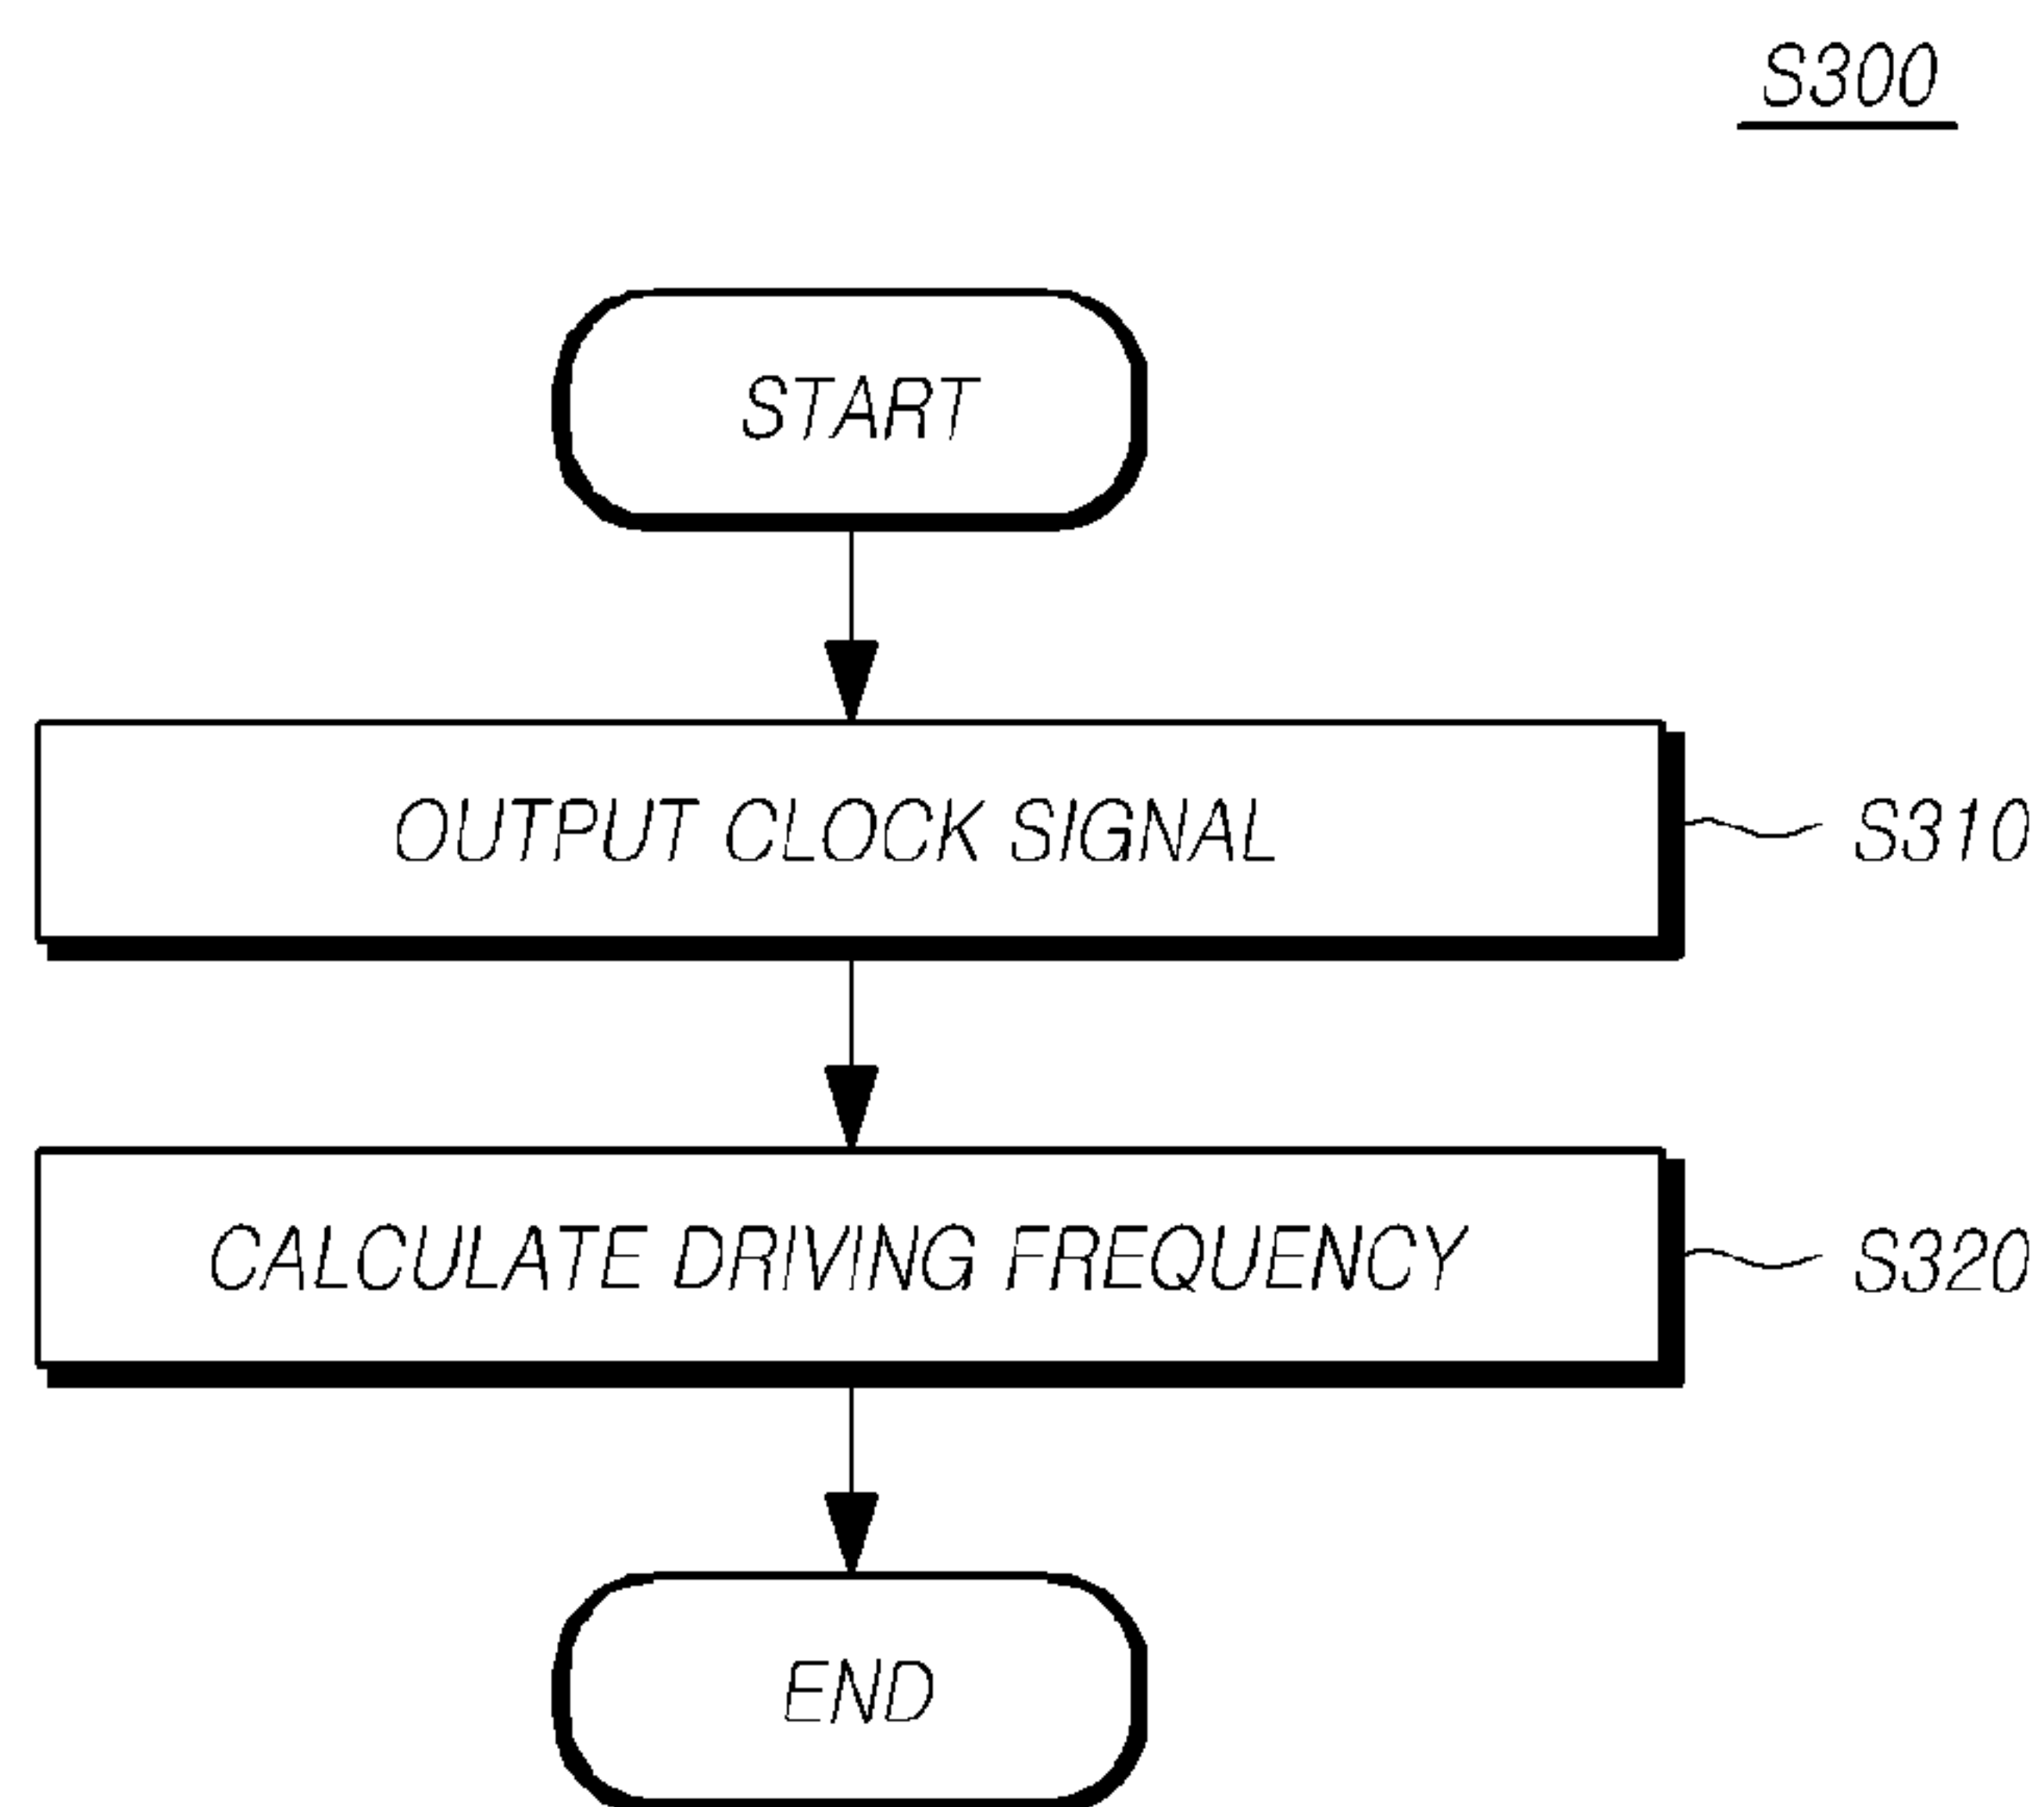 S300
START
OUTPUT CLOCK SIGNAL
S310
CALCULATE DRIVING FREQUENCY
S320
END